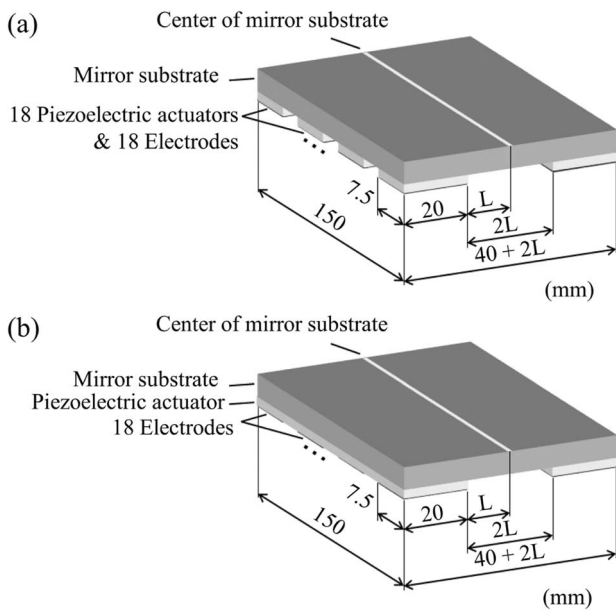 (a)
Center of mirror substrate
Mirror substrate
18 Piezoelectric actuators
& 18 Electrodes
...
7.5
20
L
150
2L
40 + 2L
(mm)
(b)
Center of mirror substrate
Mirror substrate
Piezoelectric actuator
18 Electrodes
...
7.5
20
L
150
2L
40 + 2L
(mm)